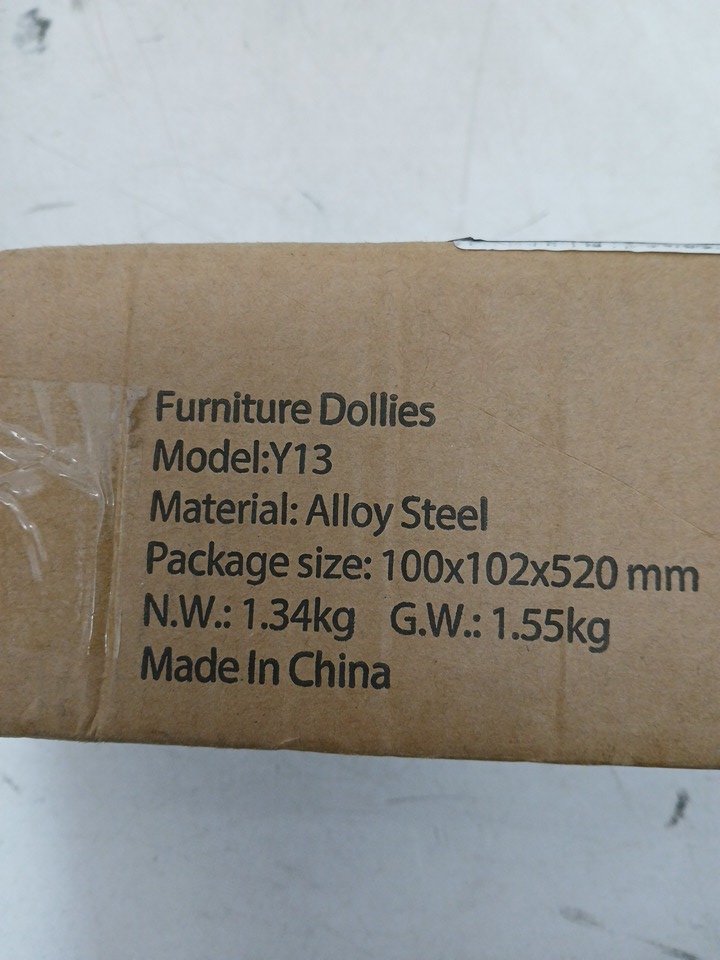 Furniture Dollies
Model:Y13
Material: Alloy Steel
Package size: 100x102x520 mm
N.W.: 1.34kg G.W.: 1.55kg
Made In China